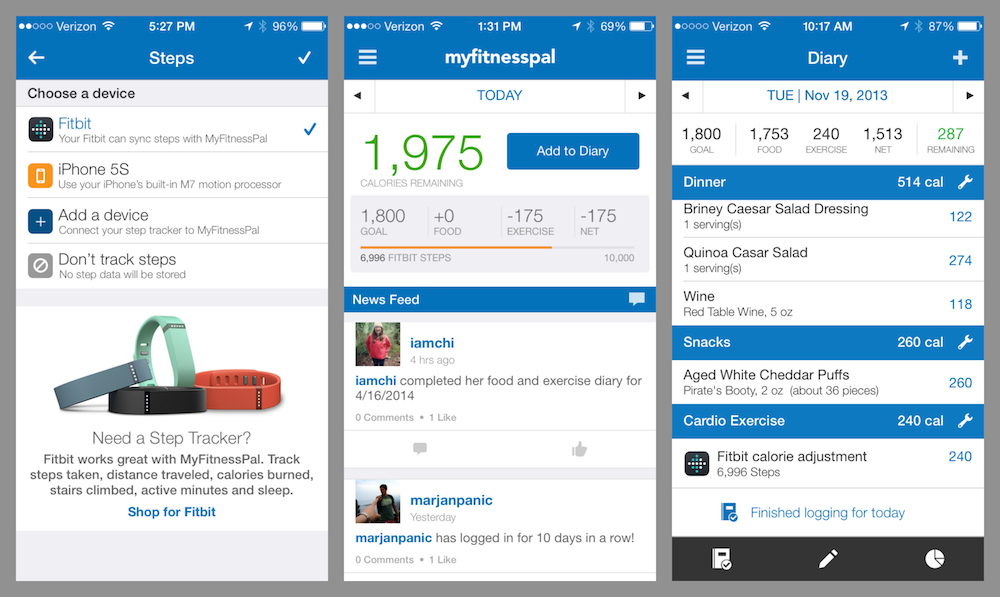 Verizon 5:27 PM 96%
Steps
Choose a device
Fitbit
Your Fitbit can sync steps with MyFitnessPal
iPhone 5S
Use your iPhone's built-in M7 motion processor
Add a device
Connect your step tracker to MyFitnessPal
Don't track steps
No step data will be stored
Need a Step Tracker?
Fitbit works great with MyFitnessPal. Track
steps taken, distance traveled, calories burned,
stairs climbed, active minutes and sleep.
Shop for Fitbit
Verizon 1:31 PM 69%
myfitnesspal
TODAY
1,975
CALORIES REMAINING
Add to Diary
1,800 +0 -175 -175
GOAL FOOD EXERCISE NET
6,996 FITBIT STEPS 10,000
News Feed
iamchi
4 hrs ago
iamchi completed her food and exercise diary for
4/16/2014
0 Comments • 1 Like
marjanpanic
Yesterday
marjanpanic has logged in for 10 days in a row!
0 Comments • 1 Like
Verizon 10:17 AM 87%
Diary
TUE | Nov 19, 2013
1,800 1,753 240 1,513 287
GOAL FOOD EXERCISE NET REMAINING
Dinner 514 cal
Briney Caesar Salad Dressing 122
1 serving(s)
Quinoa Casar Salad 274
1 serving(s)
Wine 118
Red Table Wine, 5 oz
Snacks 260 cal
Aged White Cheddar Puffs 260
Pirate's Booty, 2 oz (about 36 pieces)
Cardio Exercise 240 cal
Fitbit calorie adjustment 240
6,996 Steps
Finished logging for today